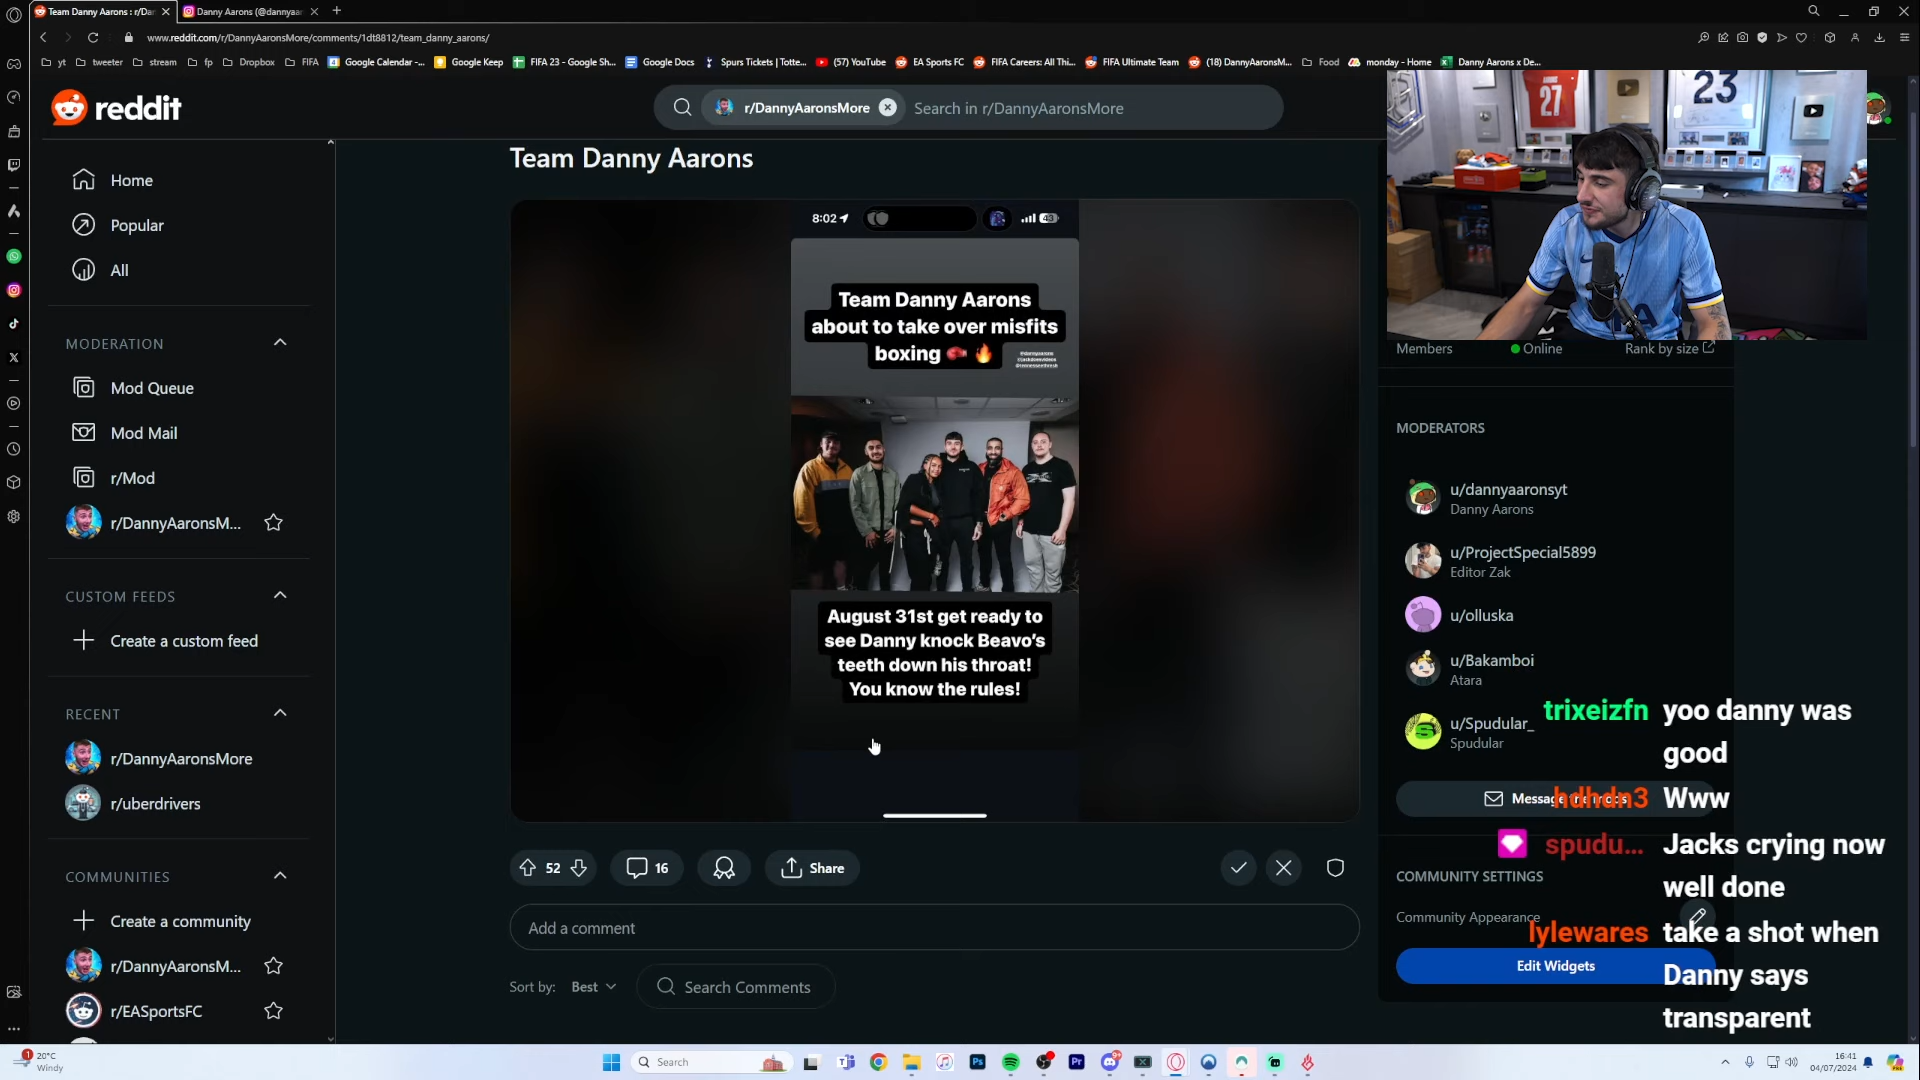 Team Danny Aarons : r/Da
Danny Aarons (@dannyaar
www.reddit.com/r/DannyAaronsMore/comments/1dt8812/team_danny_aarons/
yt
tweeter
stream
fp
Dropbox
FIFA
Google Calendar -...
Google Keep
FIFA 23 - Google Sh...
Google Docs
Spurs Tickets | Totte...
(57) YouTube
EA Sports FC
FIFA Careers: All Thi...
FIFA Ultimate Team
(18) DannyAaronsM...
Food
monday - Home
Danny Aarons x De...
reddit
r/DannyAaronsMore
Search in r/DannyAaronsMore
Home
Popular
All
MODERATION
Mod Queue
Mod Mail
r/Mod
r/DannyAaronsM...
CUSTOM FEEDS
Create a custom feed
RECENT
r/DannyAaronsMore
r/uberdrivers
COMMUNITIES
Create a community
r/DannyAaronsM...
r/EASportsFC
Team Danny Aarons
8:02
43
Team Danny Aarons
about to take over misfits
boxing 🥊 🔥
August 31st get ready to
see Danny knock Beavo's
teeth down his throat!
You know the rules!
52
16
Share
Add a comment
Sort by:
Best
Search Comments
27
23
Members
Online
Rank by size
MODERATORS
u/dannyaaronsyt
Danny Aarons
u/ProjectSpecial5899
Editor Zak
u/olluska
u/Bakamboi
Atara
u/Spudular_
Spudular
Message the mods
COMMUNITY SETTINGS
Community Appearance
Edit Widgets
trixeizfn yoo danny was
good
hdhdn3 Www
spudu... Jacks crying now
well done
lylewares take a shot when
Danny says
transparent
1
20°C
Windy
Search
16:41
04/07/2024